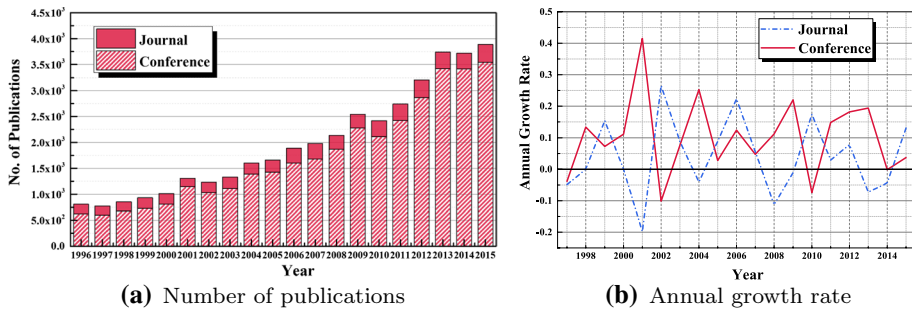 4.5x10³
4.0x10³
3.5x10³
3.0x10³
2.5x10³
2.0x10³
1.5x10³
1.0x10³
5.0x10²
0.0
No. of Publications
Journal
Conference
1996 1997 1998 1999 2000 2001 2002 2003 2004 2005 2006 2007 2008 2009 2010 2011 2012 2013 2014 2015
Year
(a) Number of publications
0.5
0.4
0.3
0.2
0.1
0.0
-0.1
-0.2
Annual Growth Rate
Journal
Conference
1998 2000 2002 2004 2006 2008 2010 2012 2014
Year
(b) Annual growth rate